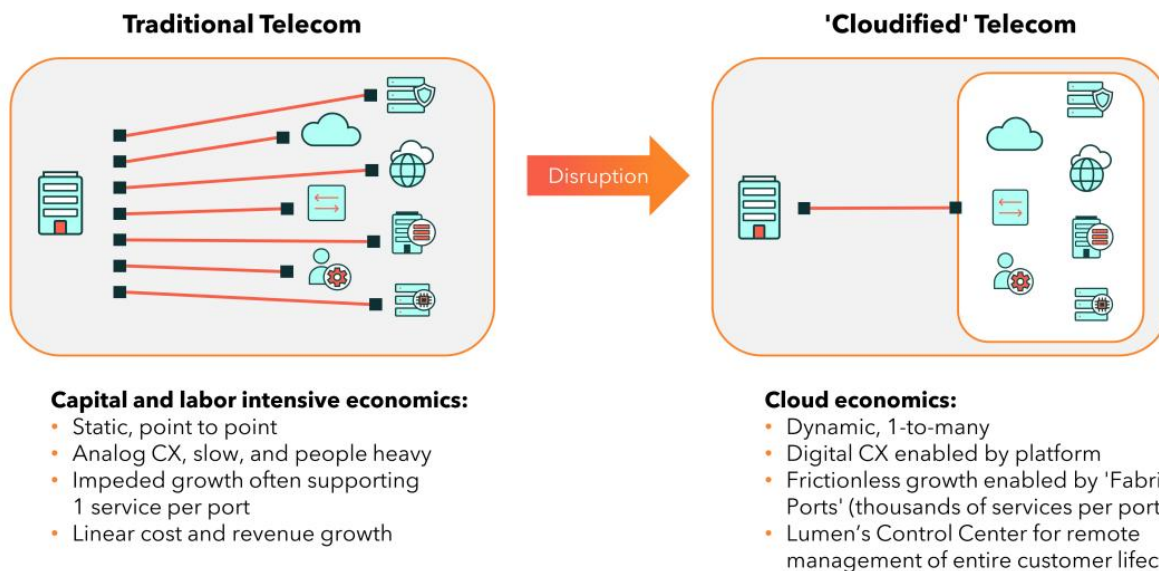 Traditional Telecom
'Cloudified' Telecom
Disruption
Capital and labor intensive economics:
• Static, point to point
• Analog CX, slow, and people heavy
• Impeded growth often supporting
1 service per port
• Linear cost and revenue growth
Cloud economics:
• Dynamic, 1-to-many
• Digital CX enabled by platform
• Frictionless growth enabled by 'Fabri
Ports' (thousands of services per port
• Lumen's Control Center for remote
management of entire customer lifec